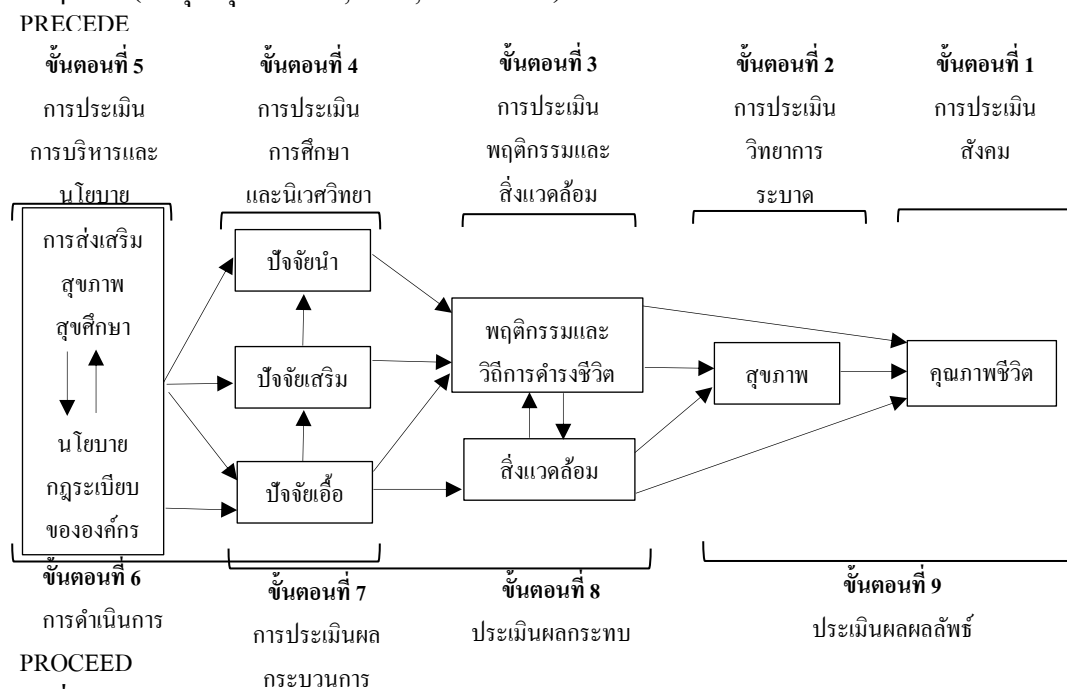 PRECEDE
ขั้นตอนที่ 5
การประเมิน
การบริหารและ
นโยบาย
ขั้นตอนที่ 4
การประเมิน
การศึกษา
และนิเวศวิทยา
ขั้นตอนที่ 3
การประเมิน
พฤติกรรมและ
สิ่งแวดล้อม
ขั้นตอนที่ 2
การประเมิน
วิทยาการ
ระบาด
ขั้นตอนที่ 1
การประเมิน
สังคม
การส่งเสริม
สุขภาพ
สุขศึกษา
นโยบาย
กฎระเบียบ
ขององค์กร
ปัจจัยนำ
ปัจจัยเสริม
ปัจจัยเอื้อ
พฤติกรรมและ
วิถีการดำรงชีวิต
สิ่งแวดล้อม
สุขภาพ
คุณภาพชีวิต
ขั้นตอนที่ 6
การดำเนินการ
ขั้นตอนที่ 7
การประเมินผล
กระบวนการ
ขั้นตอนที่ 8
ประเมินผลกระทบ
ขั้นตอนที่ 9
ประเมินผลผลลัพธ์
PROCEED